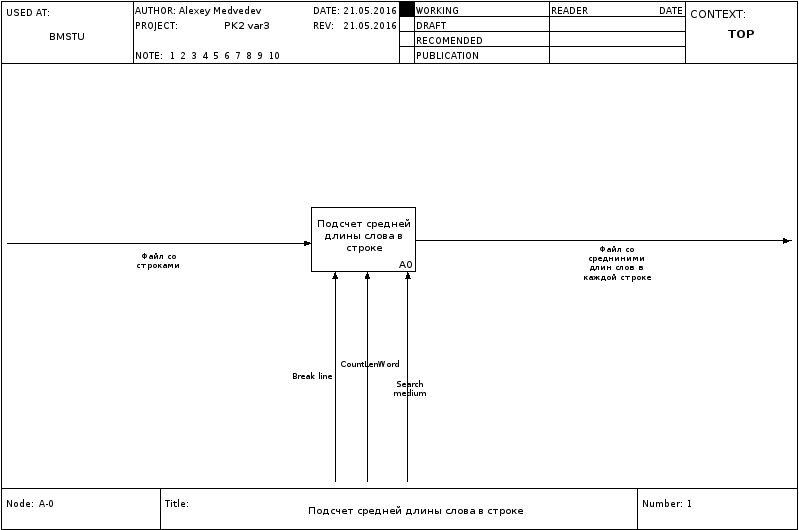 USED AT:
BMSTU
AUTHOR: Alexey Medvedev
DATE: 21.05.2016
PROJECT: PK2 var3
REV: 21.05.2016
NOTE: 1 2 3 4 5 6 7 8 9 10
WORKING
DRAFT
RECOMENDED
PUBLICATION
READER DATE
CONTEXT:
TOP
Подсчет средней
длины слова в
строке
A0
Файл со
строками
Файл со
средниними
длин слов в
каждой строке
Break line
CountLenWord
Search
medium
Node: A-0
Title:
Подсчет средней длины слова в строке
Number: 1